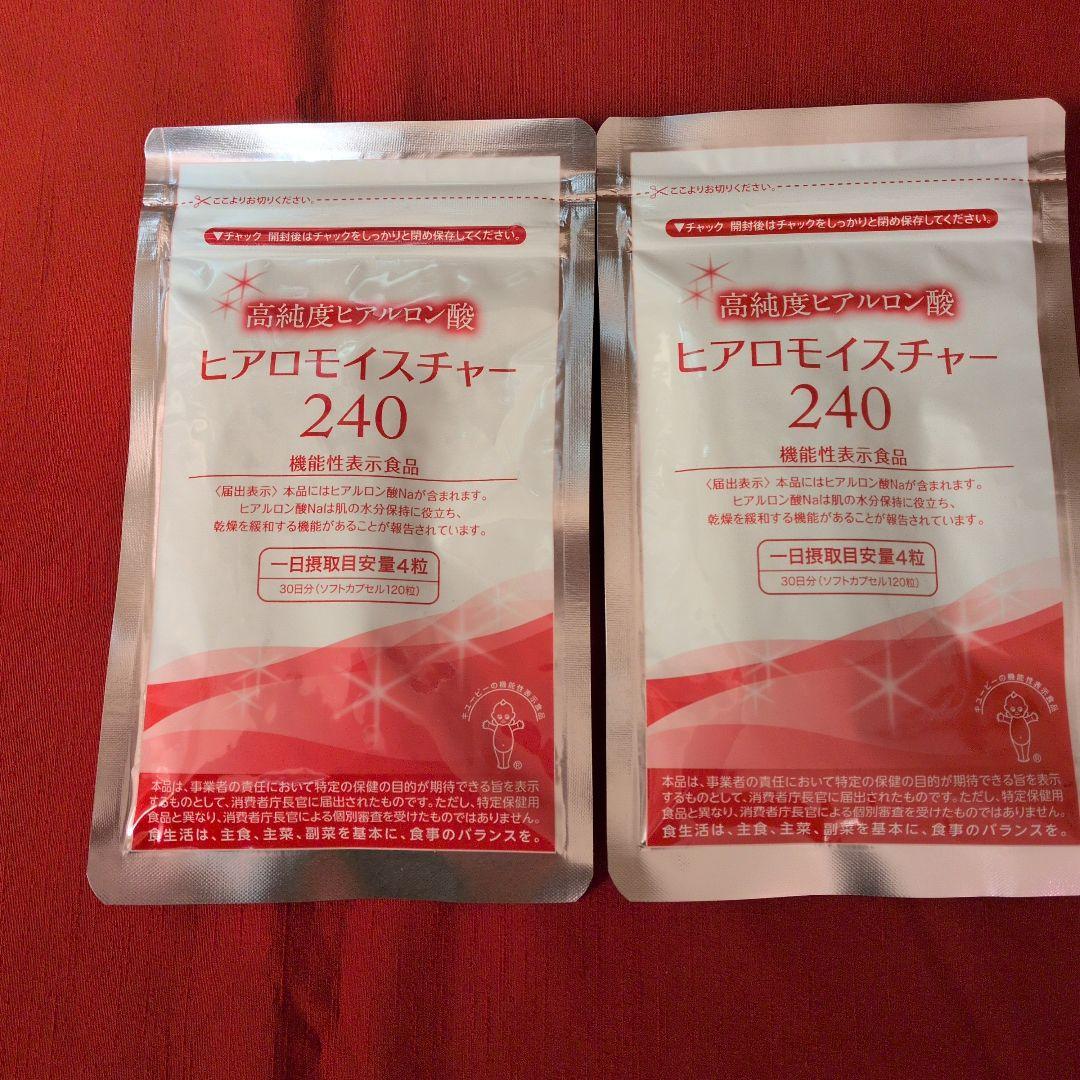 ここよりお切りください。
▼チャック 開封後はチャックをしっかりと閉め保存してください。
高純度ヒアルロン酸
ヒアロモイスチャー
240
機能性表示食品
〈届出表示〉本品にはヒアルロン酸Naが含まれます。
ヒアルロン酸Naは肌の水分保持に役立ち、
乾燥を緩和する機能があることが報告されています。
一日摂取目安量4粒
30日分(ソフトカプセル120粒)
キユーピーの機能性表示食品
®
本品は、事業者の責任において特定の保健の目的が期待できる旨を表示
するものとして、消費者庁長官に届出されたものです。ただし、特定保健用
食品と異なり、消費者庁長官による個別審査を受けたものではありません。
食生活は、主食、主菜、副菜を基本に、食事のバランスを。
ここよりお切りください。
▼チャック 開封後はチャックをしっかりと閉め保存してください。
高純度ヒアルロン酸
ヒアロモイスチャー
240
機能性表示食品
〈届出表示〉本品にはヒアルロン酸Naが含まれます。
ヒアルロン酸Naは肌の水分保持に役立ち、
乾燥を緩和する機能があることが報告されています。
一日摂取目安量4粒
30日分(ソフトカプセル120粒)
キユーピーの機能性表示食品
®
本品は、事業者の責任において特定の保健の目的が期待できる旨を表示
するものとして、消費者庁長官に届出されたものです。ただし、特定保健用
食品と異なり、消費者庁長官による個別審査を受けたものではありません。
食生活は、主食、主菜、副菜を基本に、食事のバランスを。